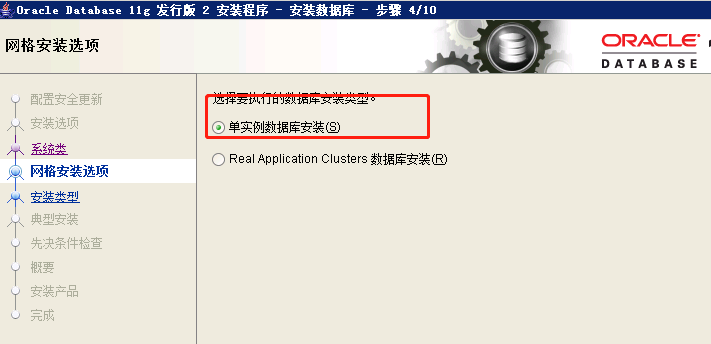 Oracle Database 11g 发行版 2 安装程序 - 安装数据库 - 步骤 4/10
网格安装选项
ORACLE
DATABASE
配置安全更新
安装选项
系统类
网格安装选项
安装类型
典型安装
先决条件检查
概要
安装产品
完成
选择要执行的数据库安装类型。
单实例数据库安装(S)
Real Application Clusters 数据库安装(R)